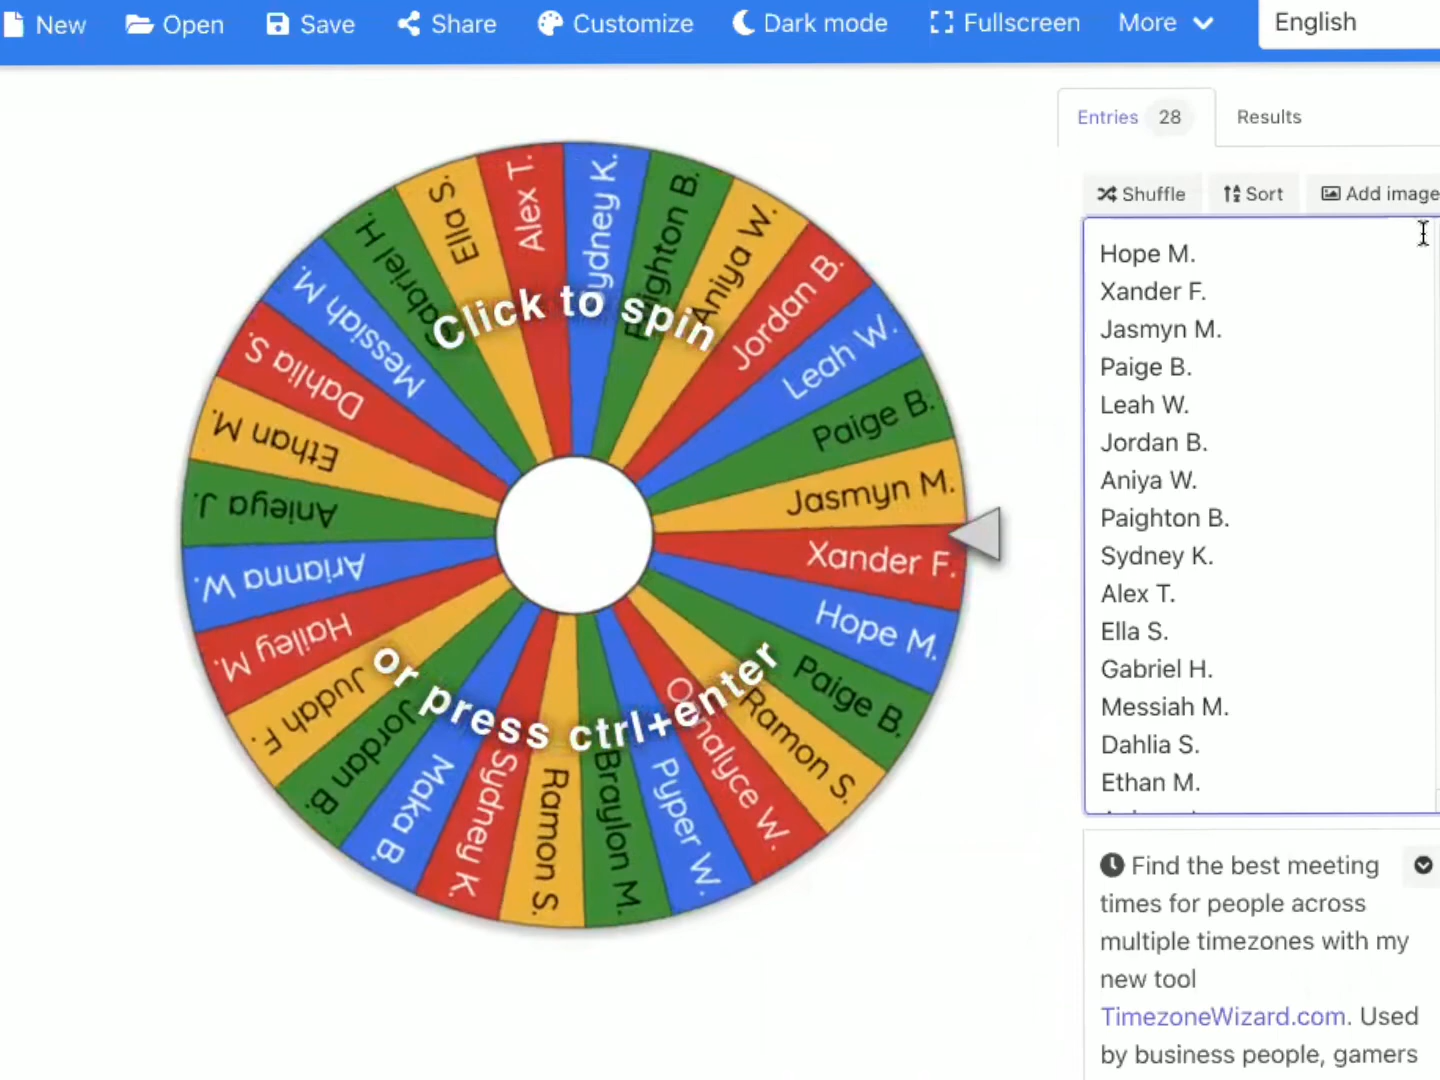 New Open Save Share Customize Dark mode Fullscreen More English
Entries 28 Results
Shuffle Sort Add image
Hope M.
Xander F.
Jasmyn M.
Paige B.
Leah W.
Jordan B.
Aniya W.
Paighton B.
Sydney K.
Alex T.
Ella S.
Gabriel H.
Messiah M.
Dahlia S.
Ethan M.
Click to spin
or press ctrl+enter
Alex T.
Sydney K.
Paighton B.
Aniya W.
Jordan B.
Leah W.
Paige B.
Jasmyn M.
Xander F.
Hope M.
Paige B.
Ramon S.
Pyper W.
Braylon M.
Ramon S.
Sydney K.
Maka B.
Jordan B.
Judah F.
Hailey M.
Arianna W.
Anieya J.
Ethan M.
Dahlia S.
Messiah M.
Gabriel H.
Ella S.
Find the best meeting
times for people across
multiple timezones with my
new tool
TimezoneWizard.com. Used
by business people, gamers